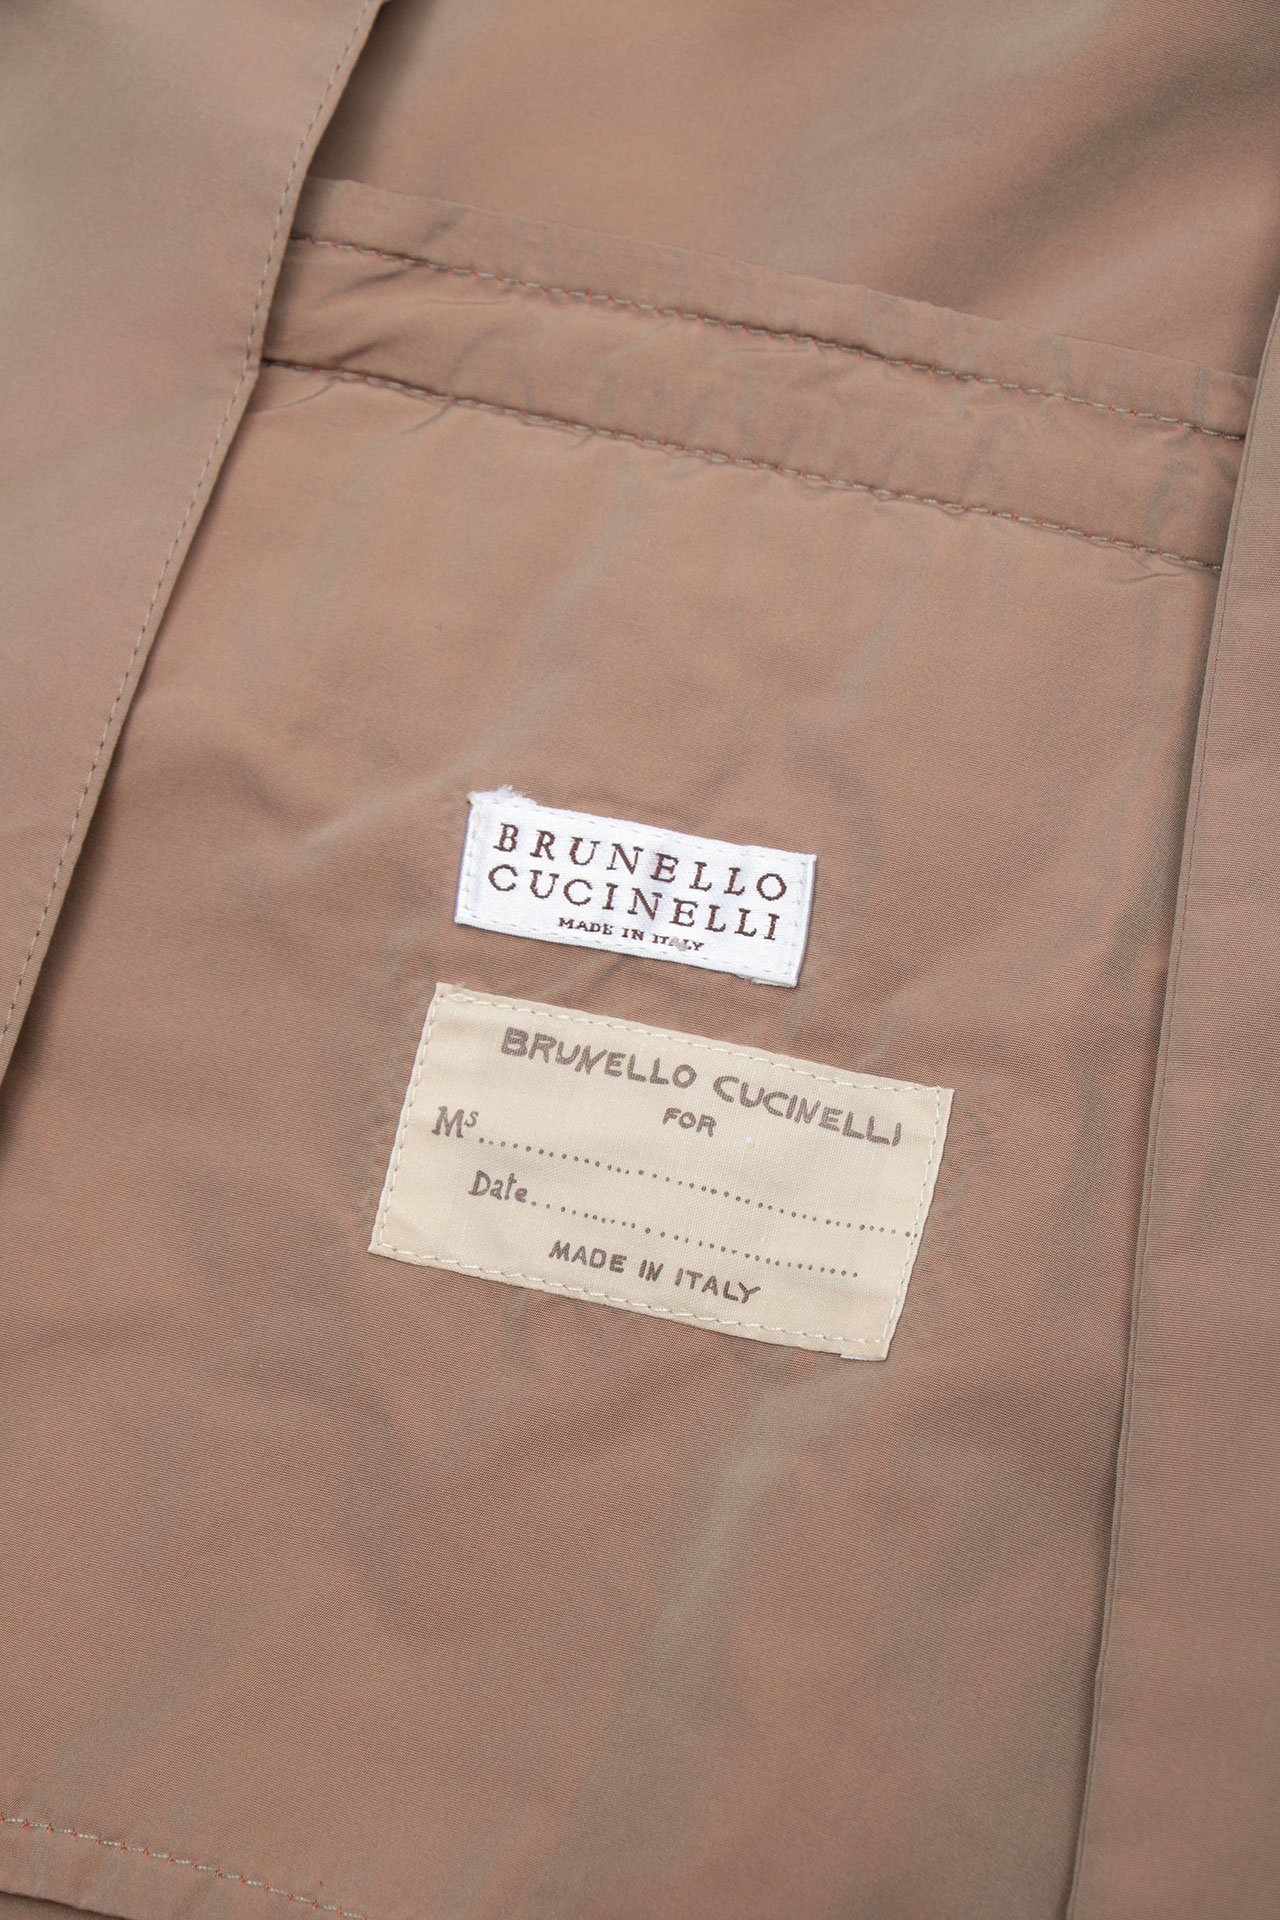 BRUNELLO
CUCINELLI
MADE IN ITALY
BRUNELLO CUCINELLI
FOR
Ms........................................
Date..............................
MADE IN ITALY